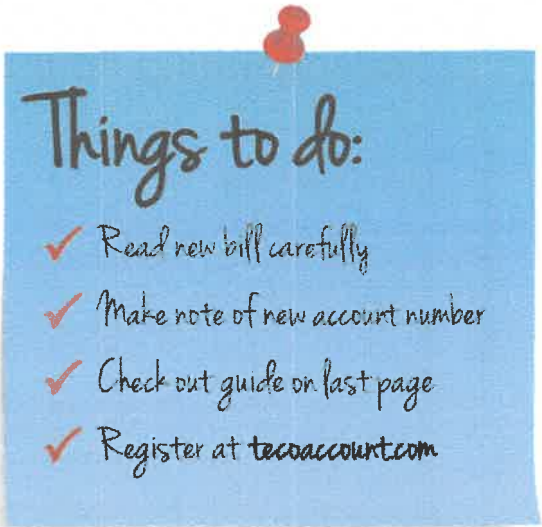 Things to do:
Read new bill carefully
Make note of new account number
Check out guide on last page
Register at tecoaccount.com